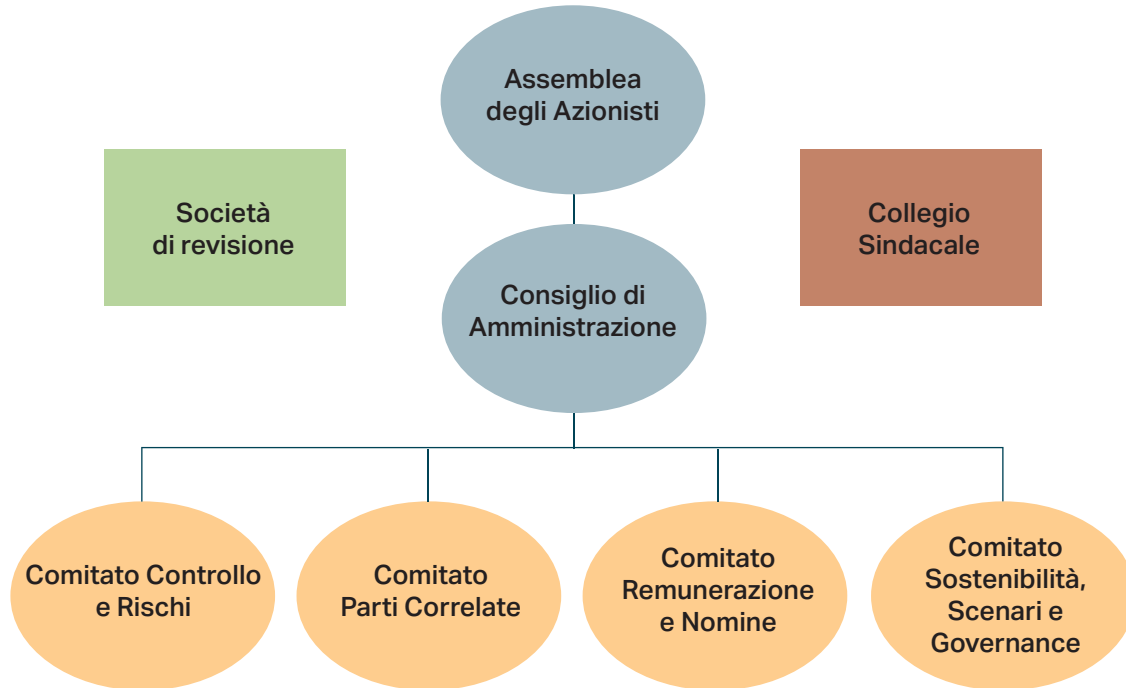 Assemblea
degli Azionisti
Società
di revisione
Collegio
Sindacale
Consiglio di
Amministrazione
Comitato Controllo
e Rischi
Comitato
Parti Correlate
Comitato
Remunerazione
e Nomine
Comitato
Sostenibilità,
Scenari e
Governance